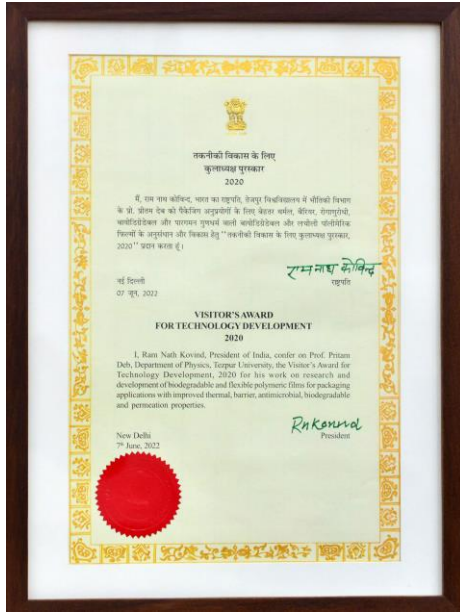 तकनीकी विकास के लिए
कुलाध्यक्ष पुरस्कार
2020
मैं, राम नाथ कोविन्द, भारत का राष्ट्रपति, तेजपुर विश्वविद्यालय में भौतिकी विभाग
के प्रो. प्रीतम देब को पैकेजिंग अनुप्रयोगों के लिए बेहतर थर्मल, बैरियर, रोगाणुरोधी,
बायोडिग्रेडेबल और पारगमन गुणधर्म वाली बायोडिग्रेडेबल और लचीली पॉलीमेरिक
फिल्मों के अनुसंधान और विकास हेतु "तकनीकी विकास के लिए कुलाध्यक्ष पुरस्कार,
2020" प्रदान करता हूं।
राम नाथ कोविन्द
नई दिल्ली
राष्ट्रपति
07 जून, 2022
VISITOR'S AWARD
FOR TECHNOLOGY DEVELOPMENT
2020
I, Ram Nath Kovind, President of India, confer on Prof. Pritam
Deb, Department of Physics, Tezpur University, the Visitor's Award for
Technology Development, 2020 for his work on research and
development of biodegradable and flexible polymeric films for packaging
applications with improved thermal, barrier, antimicrobial, biodegradable
and permeation properties.
New Delhi
President
7th June, 2022